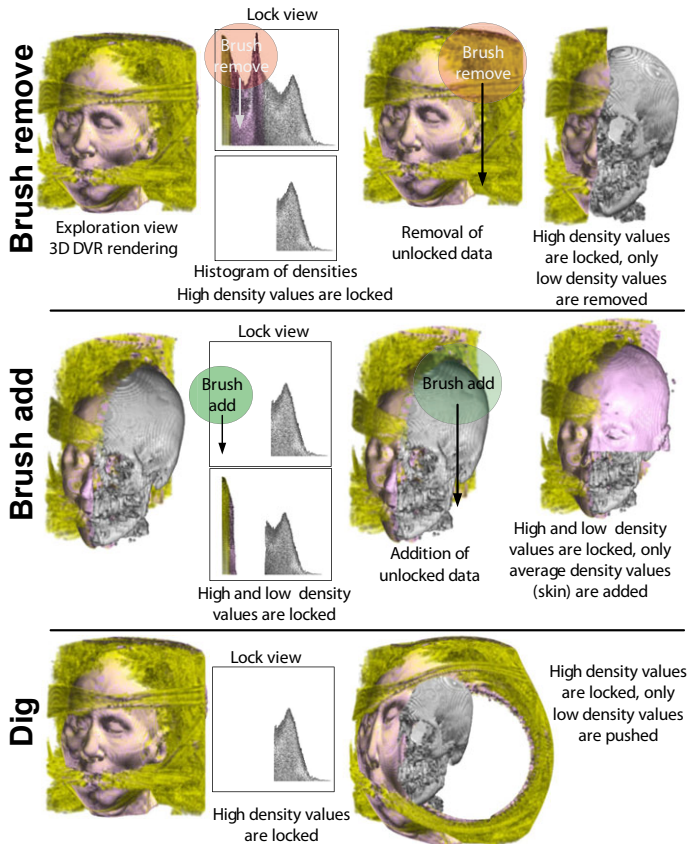 Brush remove
Lock view
Brush
remove
Brush
remove
Exploration view
3D DVR rendering
Histogram of densities
High density values are locked
Removal of
unlocked data
High density values
are locked, only
low density values
are removed
Brush add
Lock view
Brush
add
Brush add
High and low density
values are locked
Addition of
unlocked data
High and low density
values are locked, only
average density values
(skin) are added
Dig
Lock view
High density values
are locked
High density values
are locked, only
low density values
are pushed